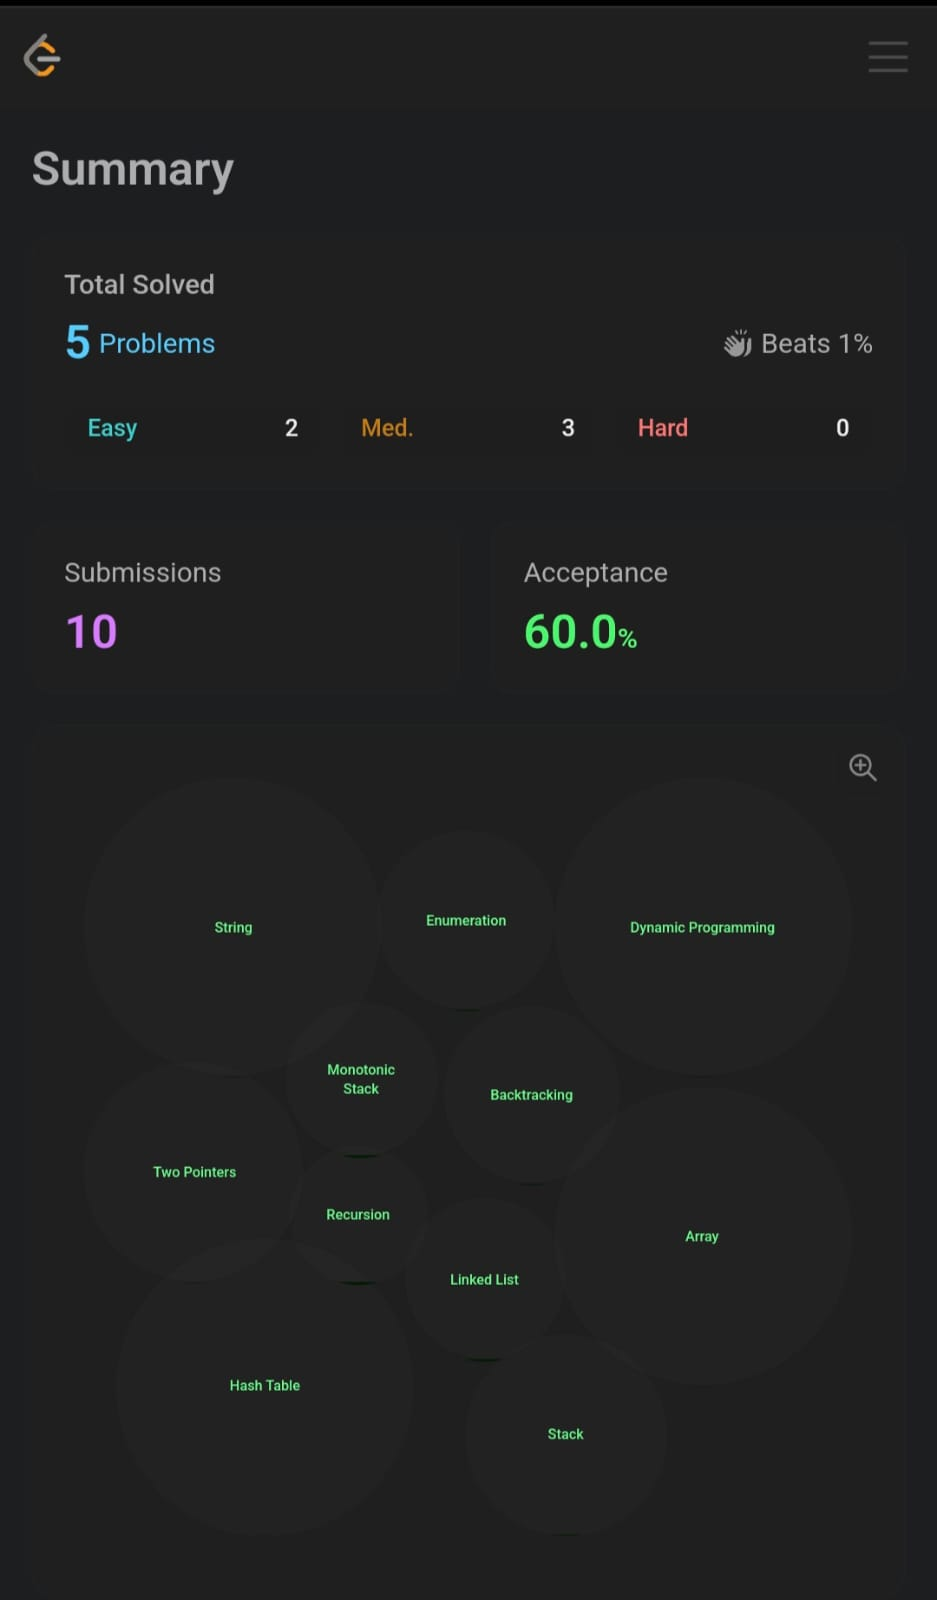 Summary
Total Solved
5 Problems
Beats 1%
Easy 2 Med. 3 Hard 0
Submissions
10
Acceptance
60.0%
String
Enumeration
Dynamic Programming
Monotonic
Stack
Backtracking
Two Pointers
Recursion
Array
Linked List
Hash Table
Stack